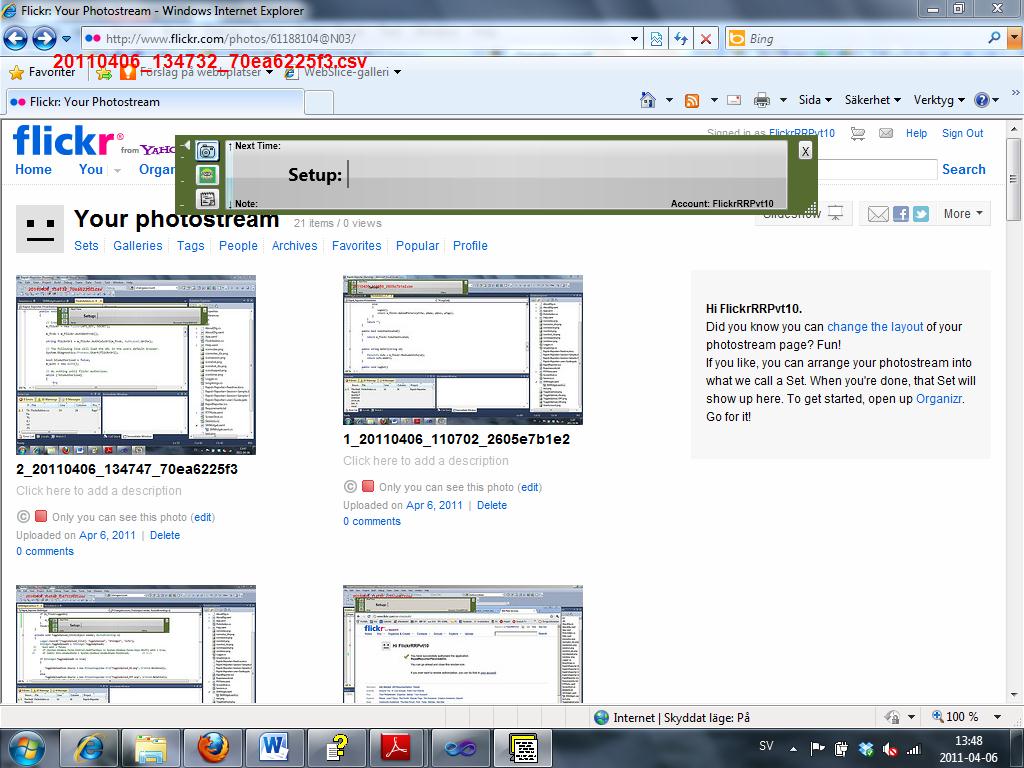 Flickr: Your Photostream - Windows Internet Explorer
http://www.flickr.com/photos/61188104@N03/
Bing
20110406_134732_70ea6225f3.csv
Favoriter
Förslag på webbplatser
WebSlice-galleri
Flickr: Your Photostream
Sida
Säkerhet
Verktyg
flickr from YAHOO
Signed in as FlickrRRPvt10
Help
Sign Out
Home
You
Organ
Search
↑ Next Time:
X
Setup:
↓ Note:
Account: FlickrRRPvt10
Your photostream
21 items / 0 views
Slideshow
More
Sets
Galleries
Tags
People
Archives
Favorites
Popular
Profile
Hi FlickrRRPvt10.
Did you know you can change the layout of your
photostream page? Fun!
If you like, you can arrange your photostream into
what we call a Set. When you're done, that Set will
show up here. To get started, open up Organizr.
Go for it!
2_20110406_134747_70ea6225f3
Click here to add a description
© Only you can see this photo (edit)
Uploaded on Apr 6, 2011 | Delete
0 comments
1_20110406_110702_2605e7b1e2
Click here to add a description
© Only you can see this photo (edit)
Uploaded on Apr 6, 2011 | Delete
0 comments
Setup:
flickr
Hi FlickrRRPvt10
Internet | Skyddat läge: På
100 %
SV
13:48
2011-04-06